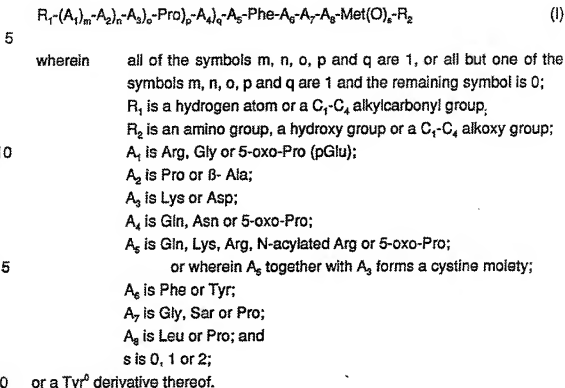 R₁-(A₁)ₘ-A₂)ₙ-A₃)ₒ-Pro)ₚ-A₄)q-A₅-Phe-A₆-A₇-A₈-Met(O)ₛ-R₂ (I)
5
wherein all of the symbols m, n, o, p and q are 1, or all but one of the
symbols m, n, o, p and q are 1 and the remaining symbol is 0;
R₁ is a hydrogen atom or a C₁-C₄ alkylcarbonyl group;
R₂ is an amino group, a hydroxy group or a C₁-C₄ alkoxy group;
0 A₁ is Arg, Gly or 5-oxo-Pro (pGlu);
A₂ is Pro or β- Ala;
A₃ is Lys or Asp;
A₄ is Gln, Asn or 5-oxo-Pro;
A₅ is Gln, Lys, Arg, N-acylated Arg or 5-oxo-Pro;
5 or wherein A₅ together with A₃ forms a cystine moiety;
A₆ is Phe or Tyr;
A₇ is Gly, Sar or Pro;
A₈ is Leu or Pro; and
s is 0, 1 or 2;
0 or a Tyr⁰ derivative thereof.